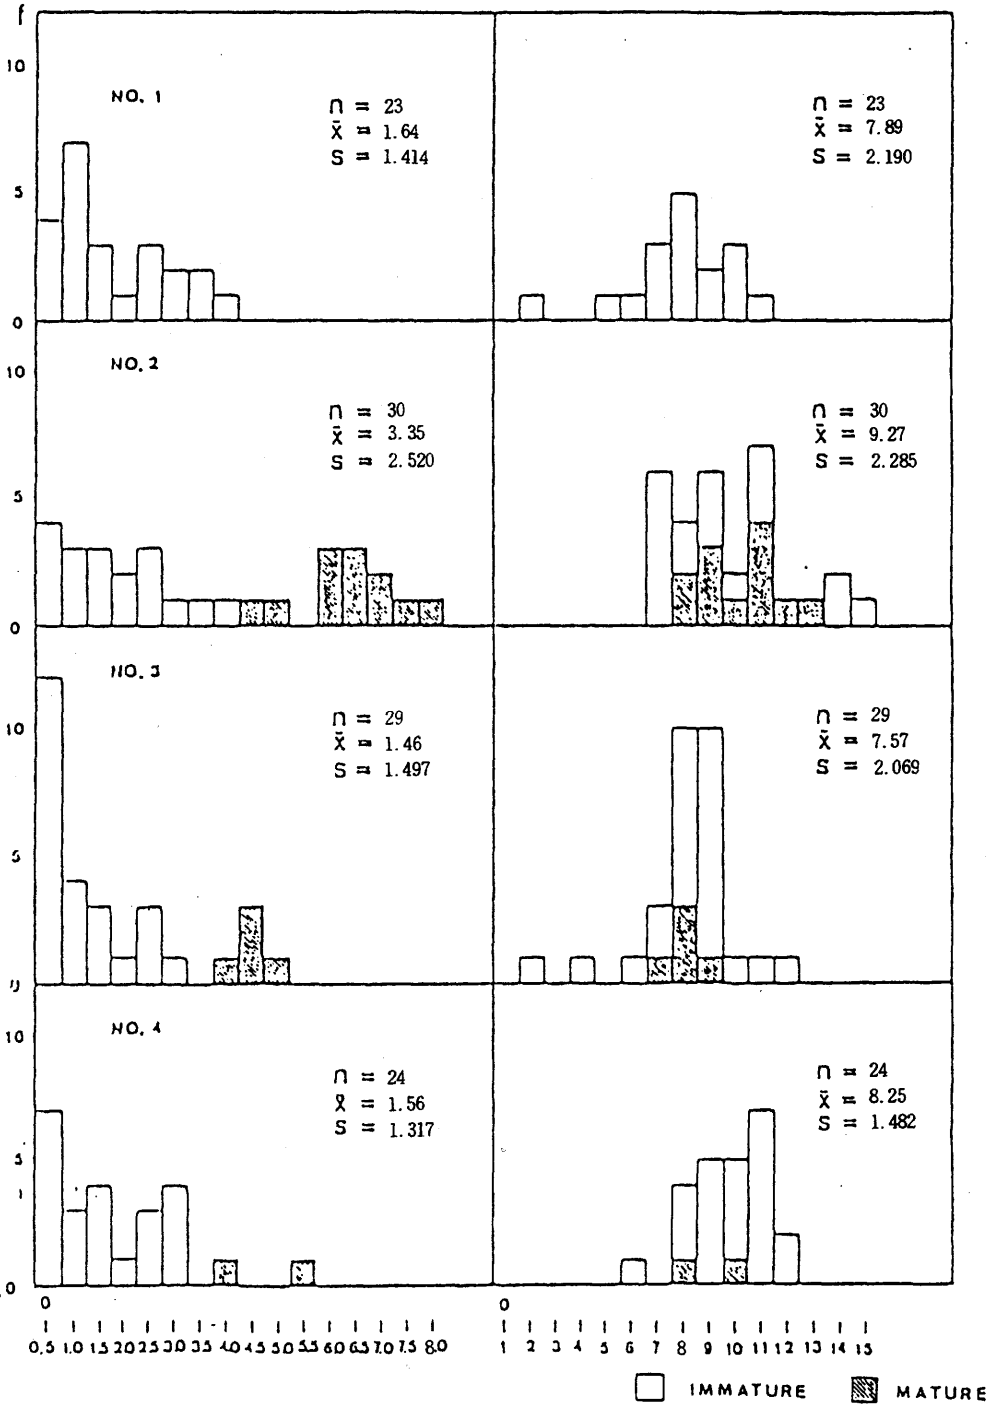 f
10
5
0
NO. 1
n = 23
x̄ = 1.64
S = 1.414
n = 23
x̄ = 7.89
S = 2.190
10
5
0
NO. 2
n = 30
x̄ = 3.35
S = 2.520
n = 30
x̄ = 9.27
S = 2.285
10
5
0
NO. 3
n = 29
x̄ = 1.46
S = 1.497
n = 29
x̄ = 7.57
S = 2.069
10
5
0
NO. 4
n = 24
x̄ = 1.56
S = 1.317
n = 24
x̄ = 8.25
S = 1.482
0
0.5 1.0 1.5 2.0 2.5 3.0 3.5 4.0 4.5 5.0 5.5 6.0 6.5 7.0 7.5 8.0
0
1 2 3 4 5 6 7 8 9 10 11 12 13 14 15
IMMATURE
MATURE